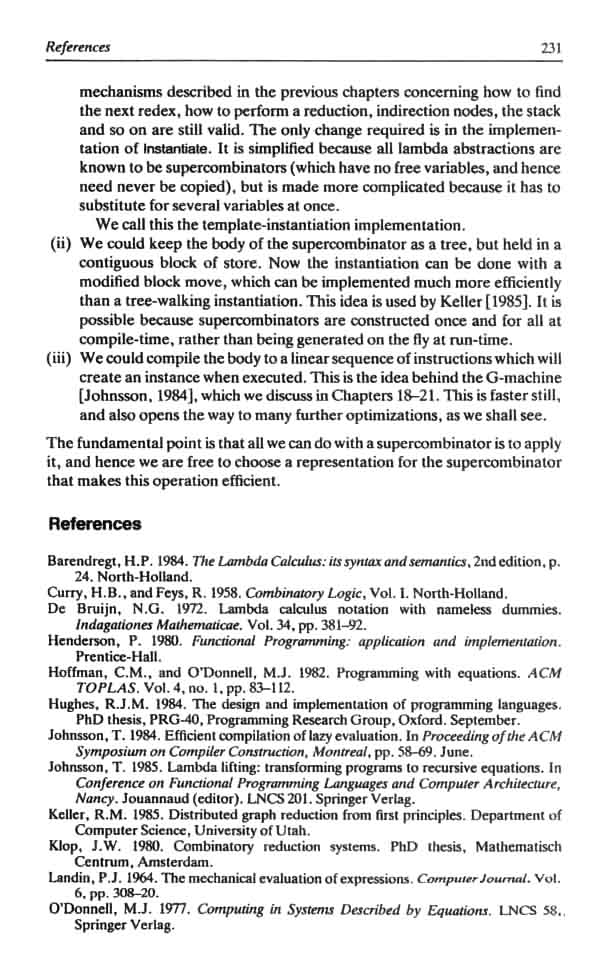 References 231
mechanisms described in the previous chapters concerning how to find
the next redex, how to perform a reduction, indirection nodes, the stack
and so on are still valid. The only change required is in the implemen-
tation of Instantiate. It is simplified because all lambda abstractions are
known to be supercombinators (which have no free variables, and hence
need never be copied), but is made more complicated because it has to
substitute for several variables at once.
We call this the template-instantiation implementation.
(ii) We could keep the body of the supercombinator as a tree, but held in a
contiguous block of store. Now the instantiation can be done with a
modified block move, which can be implemented much more efficiently
than a tree-walking instantiation. This idea is used by Keller [1985]. It is
possible because supercombinators are constructed once and for all at
compile-time, rather than being generated on the fly at run-time.
(iii) We could compile the body to a linear sequence of instructions which will
create an instance when executed. This is the idea behind the G-machine
[Johnsson, 1984], which we discuss in Chapters 18–21. This is faster still,
and also opens the way to many further optimizations, as we shall see.
The fundamental point is that all we can do with a supercombinator is to apply
it, and hence we are free to choose a representation for the supercombinator
that makes this operation efficient.
References
Barendregt, H.P. 1984. The Lambda Calculus: its syntax and semantics, 2nd edition, p.
24. North-Holland.
Curry, H.B., and Feys, R. 1958. Combinatory Logic, Vol. I. North-Holland.
De Bruijn, N.G. 1972. Lambda calculus notation with nameless dummies.
Indagationes Mathematicae. Vol. 34, pp. 381–92.
Henderson, P. 1980. Functional Programming: application and implementation.
Prentice-Hall.
Hoffman, C.M., and O'Donnell, M.J. 1982. Programming with equations. ACM
TOPLAS. Vol. 4, no. 1, pp. 83–112.
Hughes, R.J.M. 1984. The design and implementation of programming languages.
PhD thesis, PRG-40, Programming Research Group, Oxford. September.
Johnsson, T. 1984. Efficient compilation of lazy evaluation. In Proceeding of the ACM
Symposium on Compiler Construction, Montreal, pp. 58–69. June.
Johnsson, T. 1985. Lambda lifting: transforming programs to recursive equations. In
Conference on Functional Programming Languages and Computer Architecture,
Nancy. Jouannaud (editor). LNCS 201. Springer Verlag.
Keller, R.M. 1985. Distributed graph reduction from first principles. Department of
Computer Science, University of Utah.
Klop, J.W. 1980. Combinatory reduction systems. PhD thesis, Mathematisch
Centrum, Amsterdam.
Landin, P.J. 1964. The mechanical evaluation of expressions. Computer Journal. Vol.
6, pp. 308–20.
O'Donnell, M.J. 1977. Computing in Systems Described by Equations. LNCS 58.
Springer Verlag.